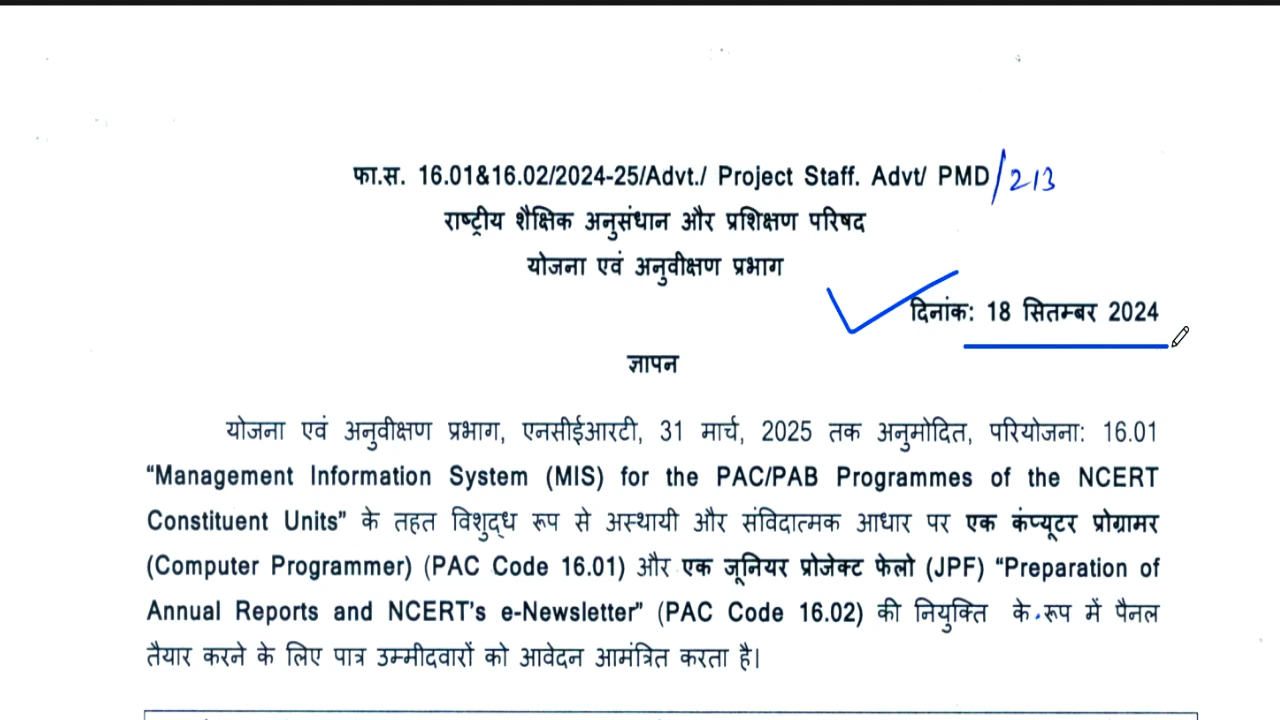 फा.स. 16.01&16.02/2024-25/Advt./ Project Staff. Advt/ PMD/213
राष्ट्रीय शैक्षिक अनुसंधान और प्रशिक्षण परिषद
योजना एवं अनुवीक्षण प्रभाग
दिनांक: 18 सितम्बर 2024
ज्ञापन
योजना एवं अनुवीक्षण प्रभाग, एनसीईआरटी, 31 मार्च, 2025 तक अनुमोदित, परियोजना: 16.01
“Management Information System (MIS) for the PAC/PAB Programmes of the NCERT
Constituent Units” के तहत विशुद्ध रूप से अस्थायी और संविदात्मक आधार पर एक कंप्यूटर प्रोग्रामर
(Computer Programmer) (PAC Code 16.01) और एक जूनियर प्रोजेक्ट फेलो (JPF) “Preparation of
Annual Reports and NCERT’s e-Newsletter” (PAC Code 16.02) की नियुक्ति के रूप में पैनल
तैयार करने के लिए पात्र उम्मीदवारों को आवेदन आमंत्रित करता है।